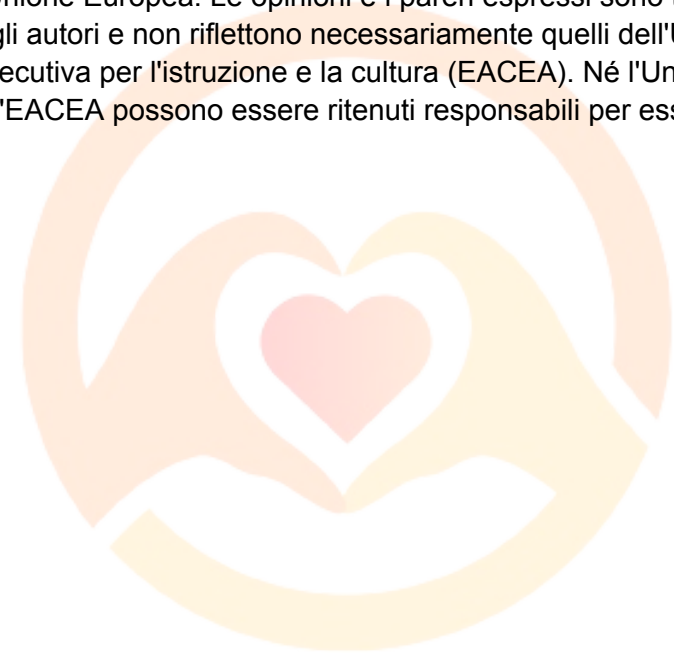 nione Europea. Le opinioni e i pareri espressi sono
gli autori e non riflettono necessariamente quelli dell'U
ecutiva per l'istruzione e la cultura (EACEA). Né l'Un
'EACEA possono essere ritenuti responsabili per ess